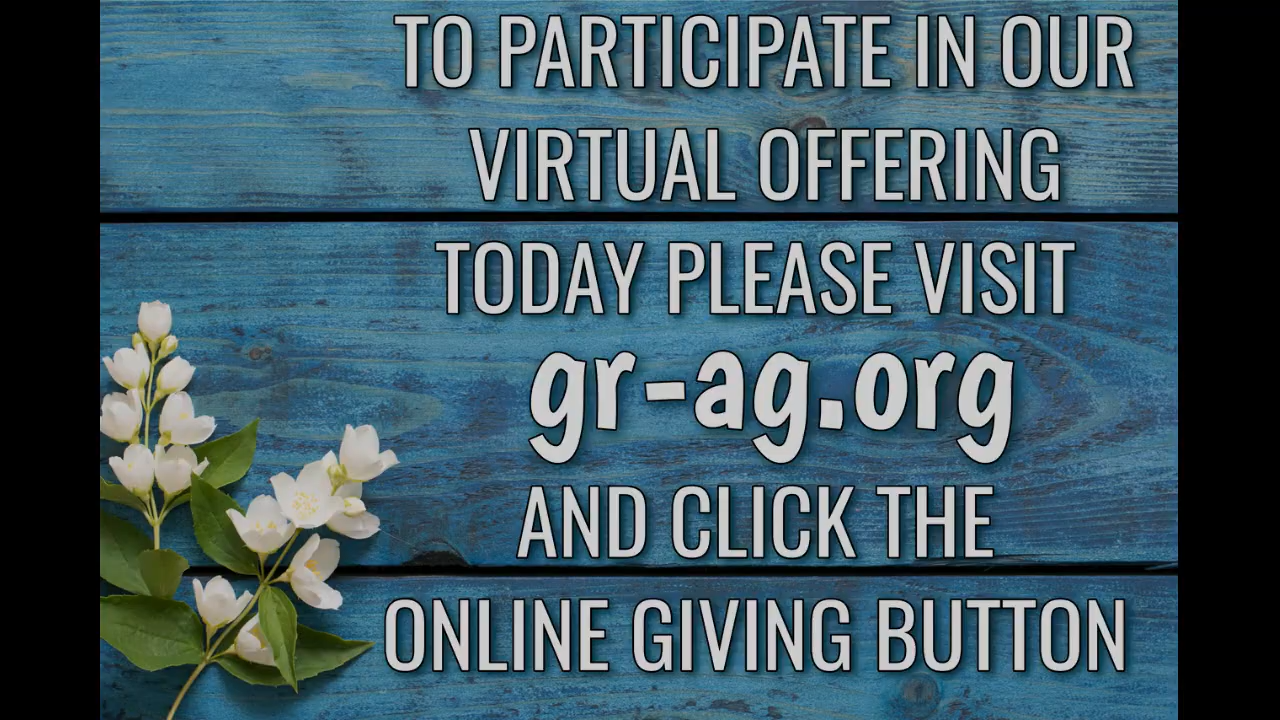 TO PARTICIPATE IN OUR
VIRTUAL OFFERING
TODAY PLEASE VISIT
gr-ag.org
AND CLICK THE
ONLINE GIVING BUTTON